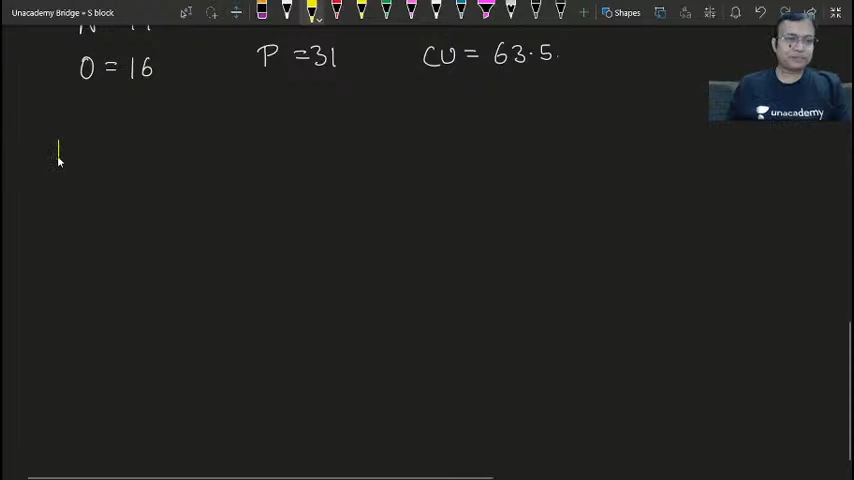 Unacademy Bridge + S block
Shapes
P = 31
CU = 63.5
O = 16
unacademy